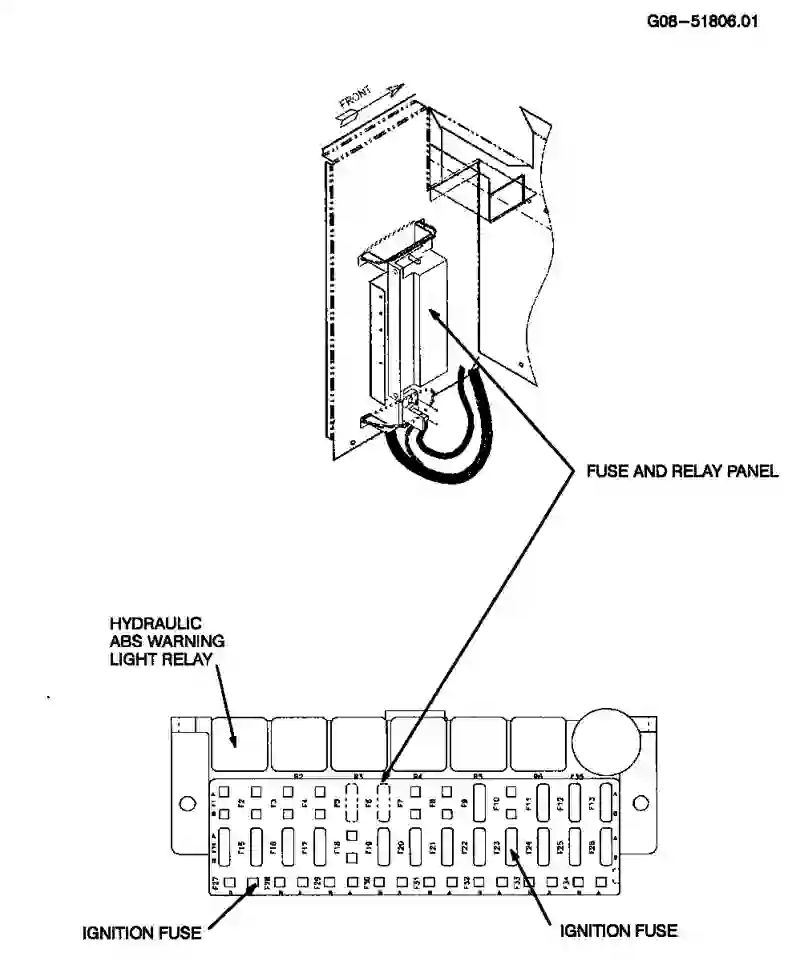 G08-51806.01
FRONT
FUSE AND RELAY PANEL
HYDRAULIC
ABS WARNING
LIGHT RELAY
R2 R3 R4 R5 R6 F35
A F1 F2 F3 F4 F5 F6 F7 F8 F9 F10 F11 F12 F13 A
B B
F14 F15 F16 F17 F18 F19 F20 F21 F22 F23 F24 F25 F26
F27 F28 F29 F30 F31 F32 F33 F34
IGNITION FUSE
IGNITION FUSE